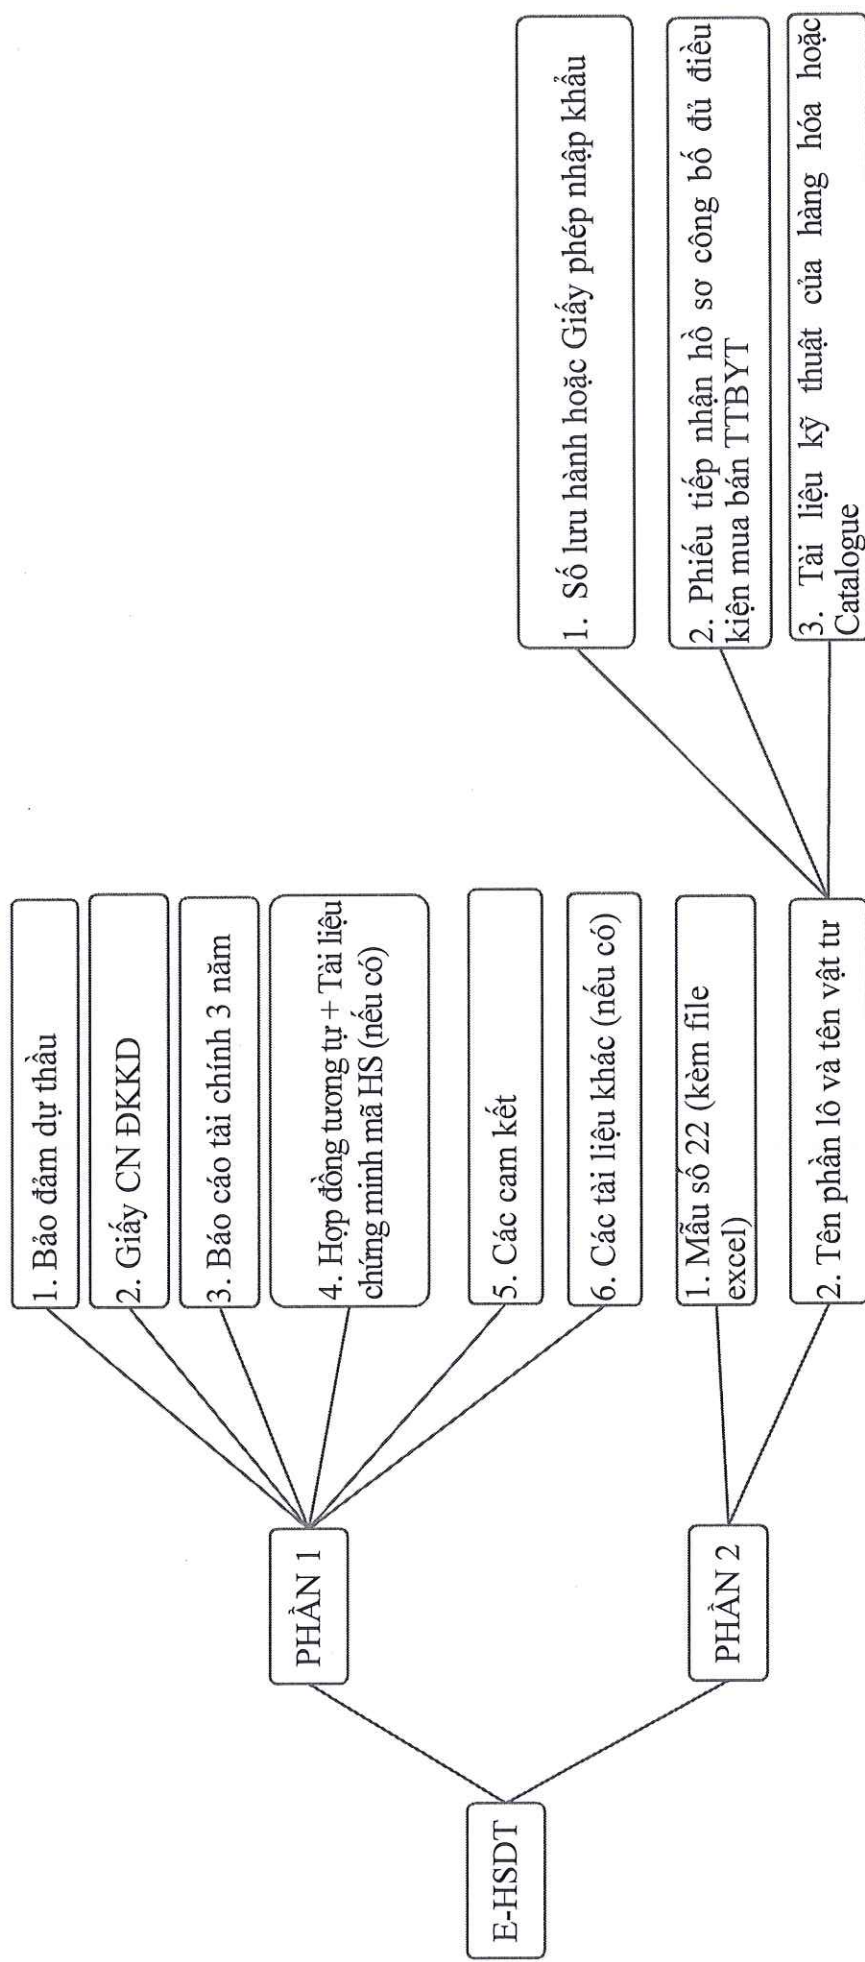 E-HSDT
PHẦN 1
1. Bảo đảm dự thầu
2. Giấy CN ĐKKD
3. Báo cáo tài chính 3 năm
4. Hợp đồng tương tự + Tài liệu
chứng minh mã HS (nếu có)
5. Các cam kết
6. Các tài liệu khác (nếu có)
PHẦN 2
1. Mẫu số 22 (kèm file
excel)
2. Tên phần lô và tên vật tư
1. Số lưu hành hoặc Giấy phép nhập khẩu
2. Phiếu tiếp nhận hồ sơ công bố đủ điều
kiện mua bán TTBYT
3. Tài liệu kỹ thuật của hàng hóa hoặc
Catalogue